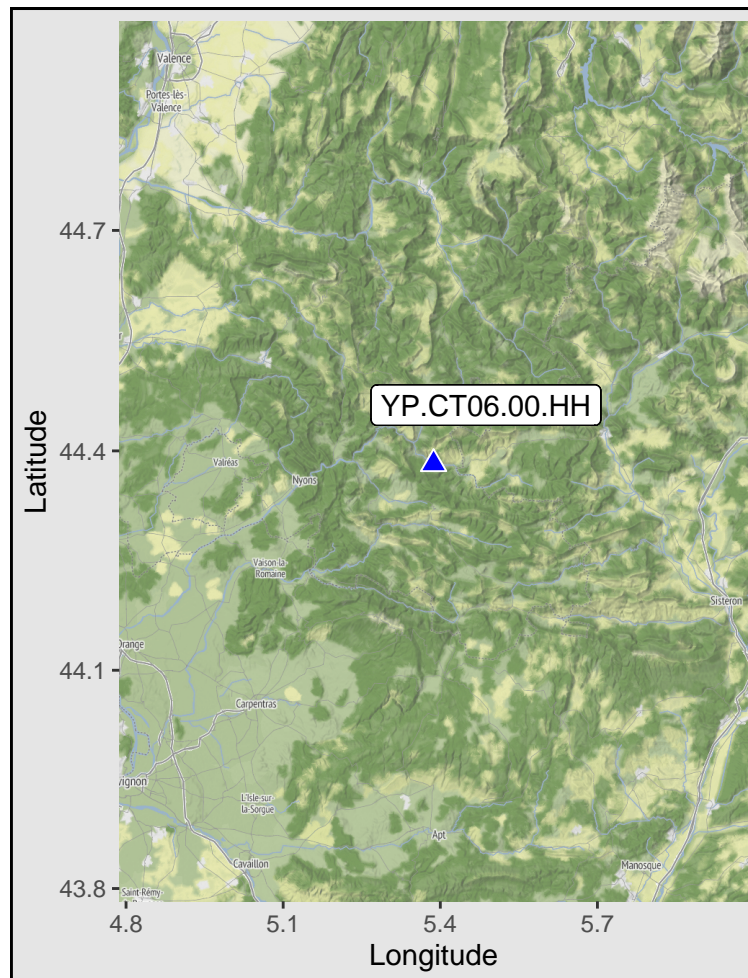 Valence
Portes-lès-
Valence
44.7
YP.CT06.00.HH
Latitude
44.4
Valréas
Nyons
Vaison-la-
Romaine
Sisteron
Orange
44.1
Carpentras
vignon
L'Isle-sur-
la-Sorgue
Apt
Cavaillon
Manosque
43.8
Saint-Rémy
4.8
5.1
5.4
5.7
Longitude